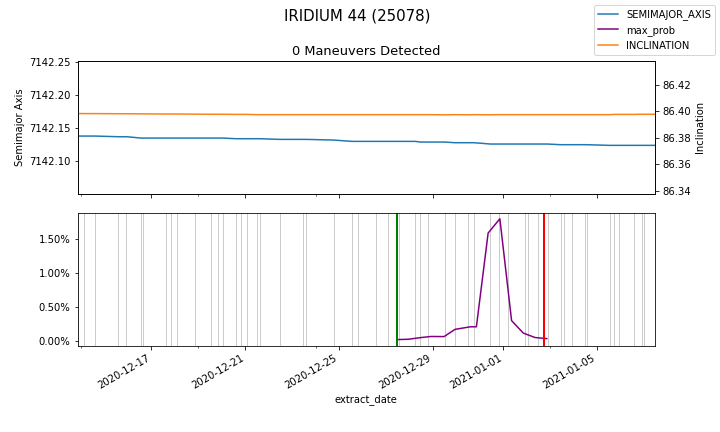 IRIDIUM 44 (25078)
SEMIMAJOR_AXIS
max_prob
INCLINATION
0 Maneuvers Detected
7142.25
7142.20
7142.15
7142.10
Semimajor Axis
86.42
86.40
86.38
86.36
86.34
Inclination
1.50%
1.00%
0.50%
0.00%
2020-12-17
2020-12-21
2020-12-25
2020-12-29
2021-01-01
2021-01-05
extract_date